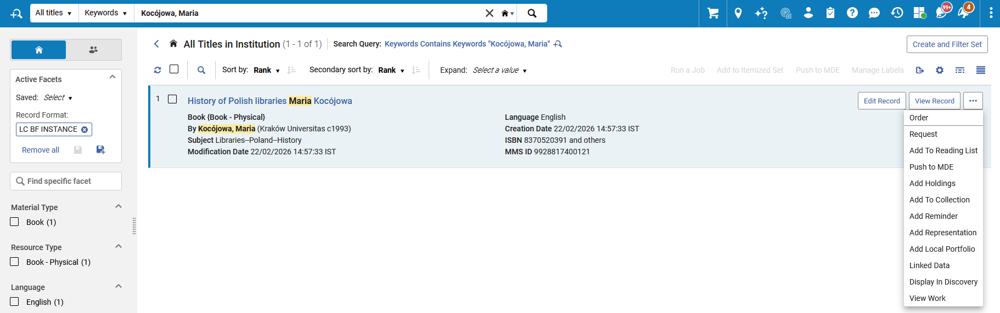 All titles Keywords Kocójowa, Maria 99+ 4
All Titles in Institution (1 - 1 of 1) Search Query: Keywords Contains Keywords "Kocójowa, Maria" Create and Filter Set
Sort by: Rank Secondary sort by: Rank Expand: Select a value Run a Job Add to Itemized Set Push to MDE Manage Labels
Active Facets
Saved: Select
Record Format:
LC BF INSTANCE
Remove all
Find specific facet
Material Type
Book (1)
Resource Type
Book - Physical (1)
Language
English (1)
1 History of Polish libraries Maria Kocójowa
Book {Book - Physical}
By Kocójowa, Maria (Kraków Universitas c1993)
Subject Libraries--Poland--History
Modification Date 22/02/2026 14:57:33 IST
Language English
Creation Date 22/02/2026 14:57:33 IST
ISBN 8370520391 and others
MMS ID 9928817400121
Edit Record View Record
Order
Request
Add To Reading List
Push to MDE
Add Holdings
Add To Collection
Add Reminder
Add Representation
Add Local Portfolio
Linked Data
Display In Discovery
View Work